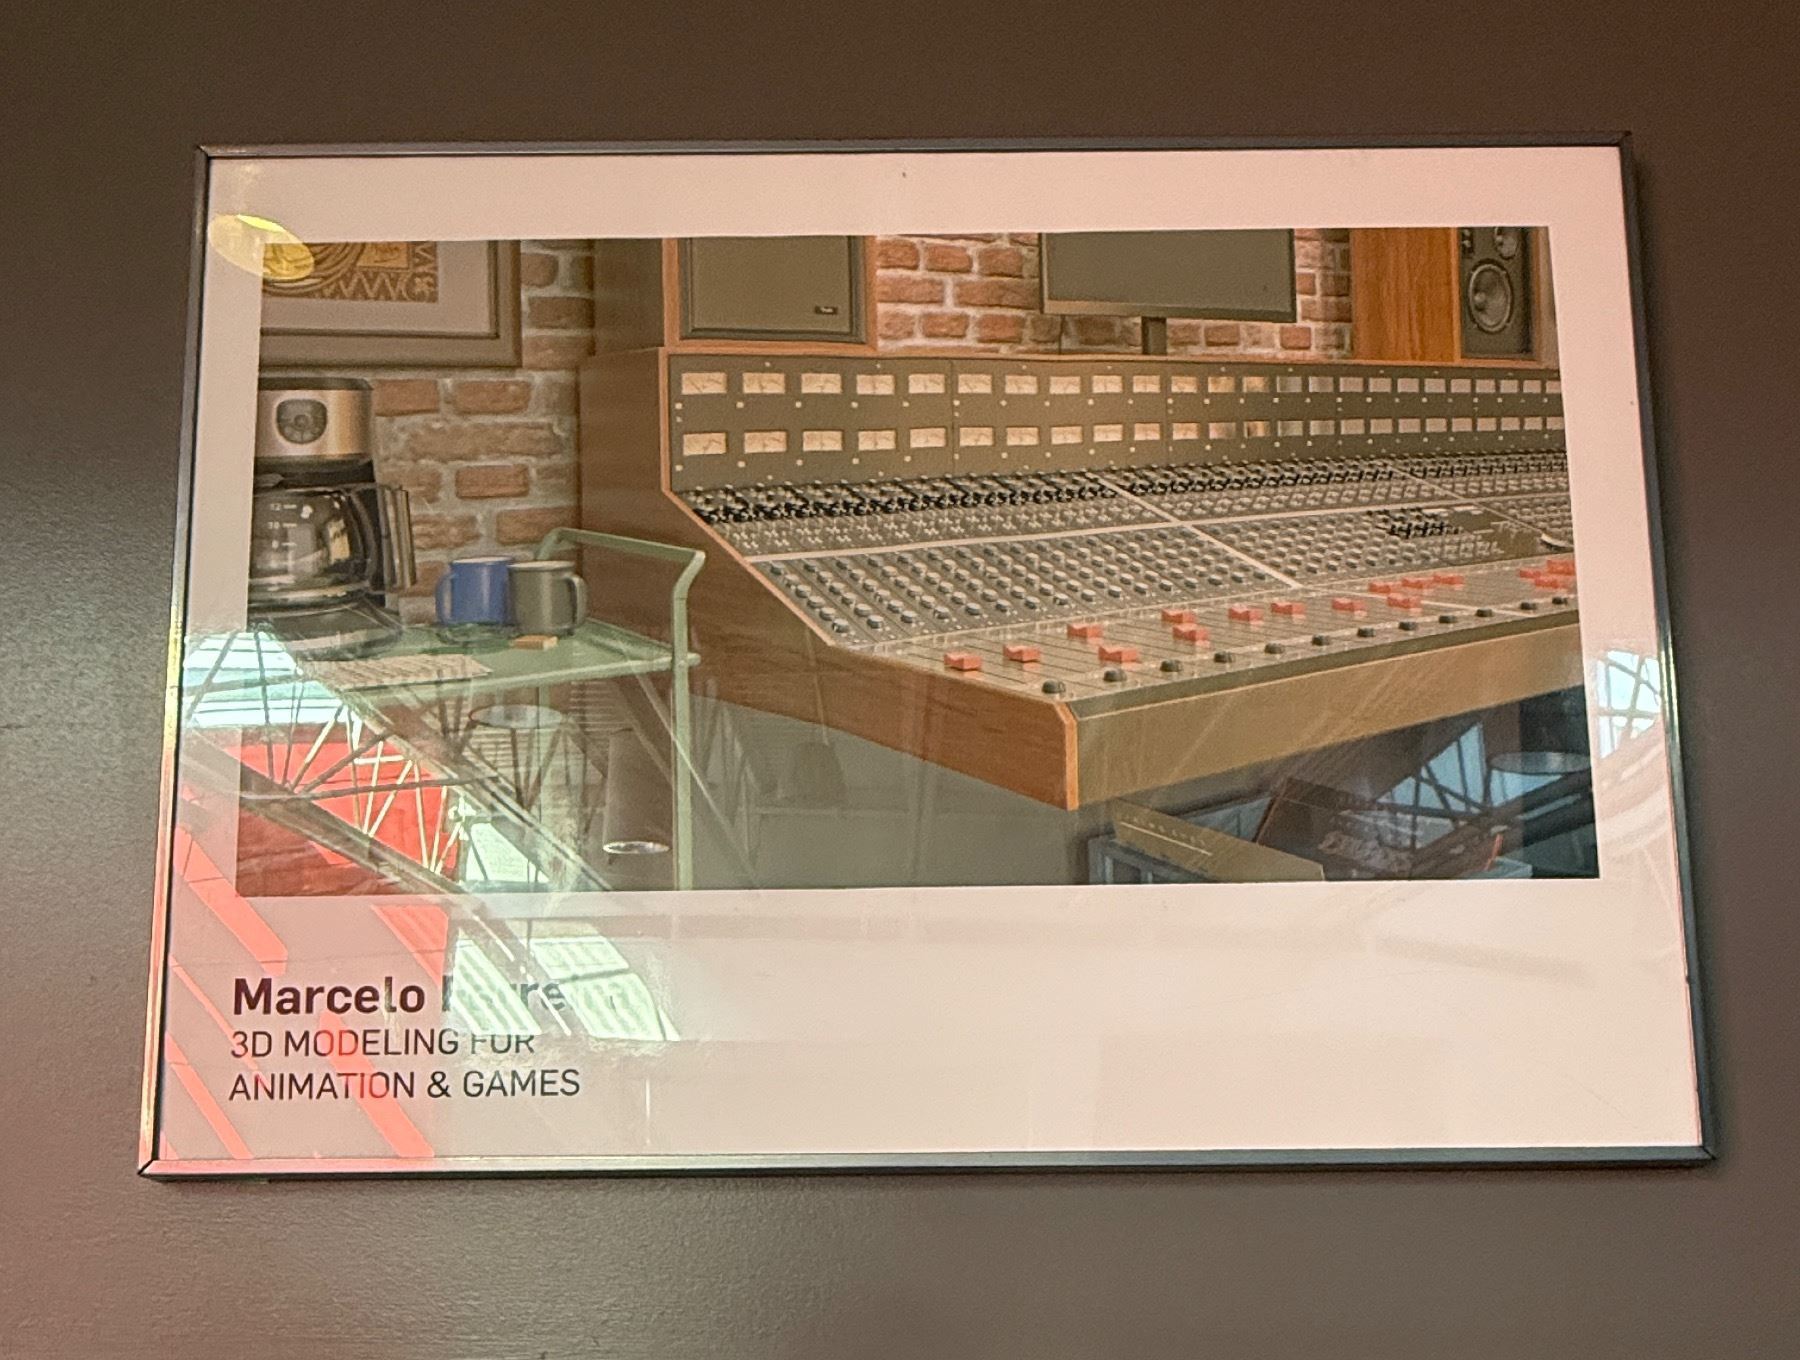 Marcelo
3D MODELING FOR
ANIMATION & GAMES